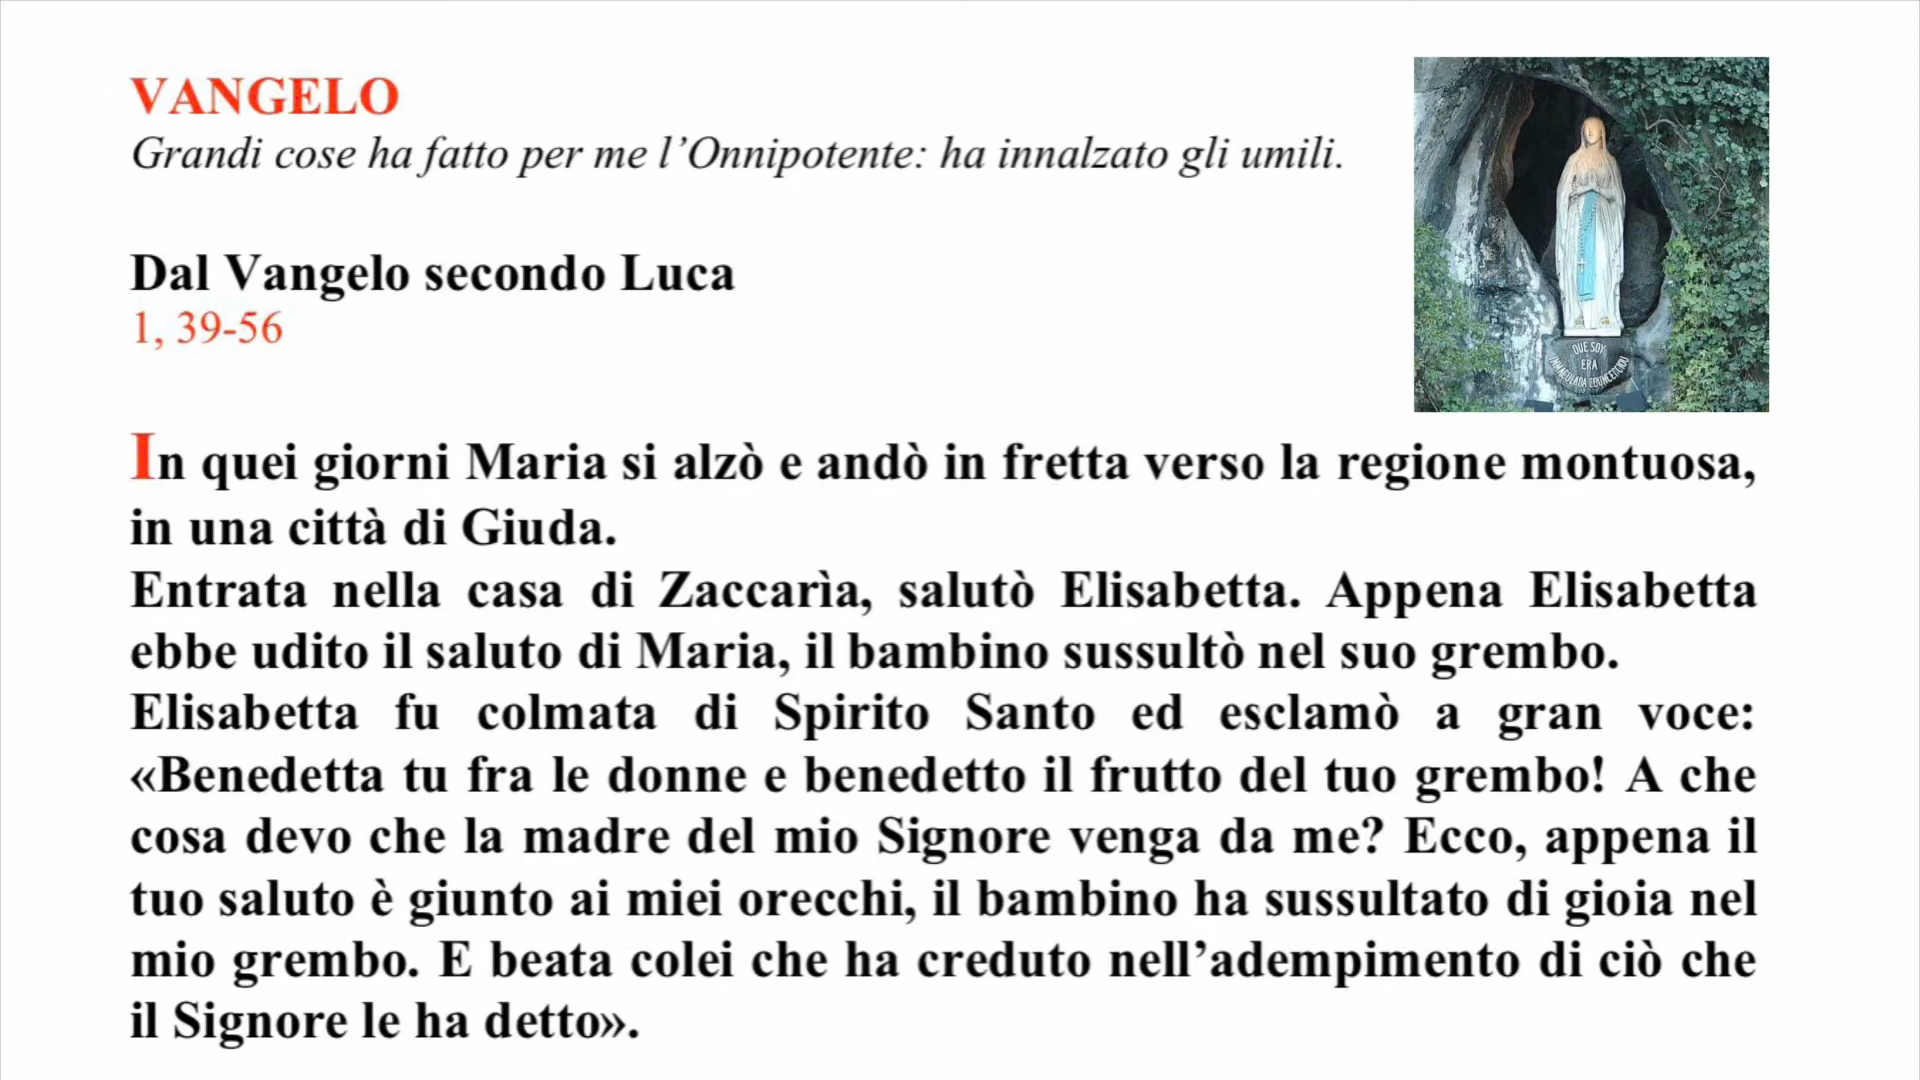 VANGELO
Grandi cose ha fatto per me l’Onnipotente: ha innalzato gli umili.
Dal Vangelo secondo Luca
1, 39-56
QUE SOY
ERA
IMMACULADA COUNCEPCIOU
In quei giorni Maria si alzò e andò in fretta verso la regione montuosa,
in una città di Giuda.
Entrata nella casa di Zaccarìa, salutò Elisabetta. Appena Elisabetta
ebbe udito il saluto di Maria, il bambino sussultò nel suo grembo.
Elisabetta fu colmata di Spirito Santo ed esclamò a gran voce:
«Benedetta tu fra le donne e benedetto il frutto del tuo grembo! A che
cosa devo che la madre del mio Signore venga da me? Ecco, appena il
tuo saluto è giunto ai miei orecchi, il bambino ha sussultato di gioia nel
mio grembo. E beata colei che ha creduto nell’adempimento di ciò che
il Signore le ha detto».